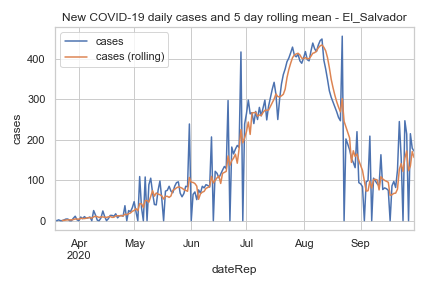 New COVID-19 daily cases and 5 day rolling mean - El_Salvador
cases
cases (rolling)
400
300
200
100
0
cases
Apr
2020
May
Jun
Jul
Aug
Sep
dateRep